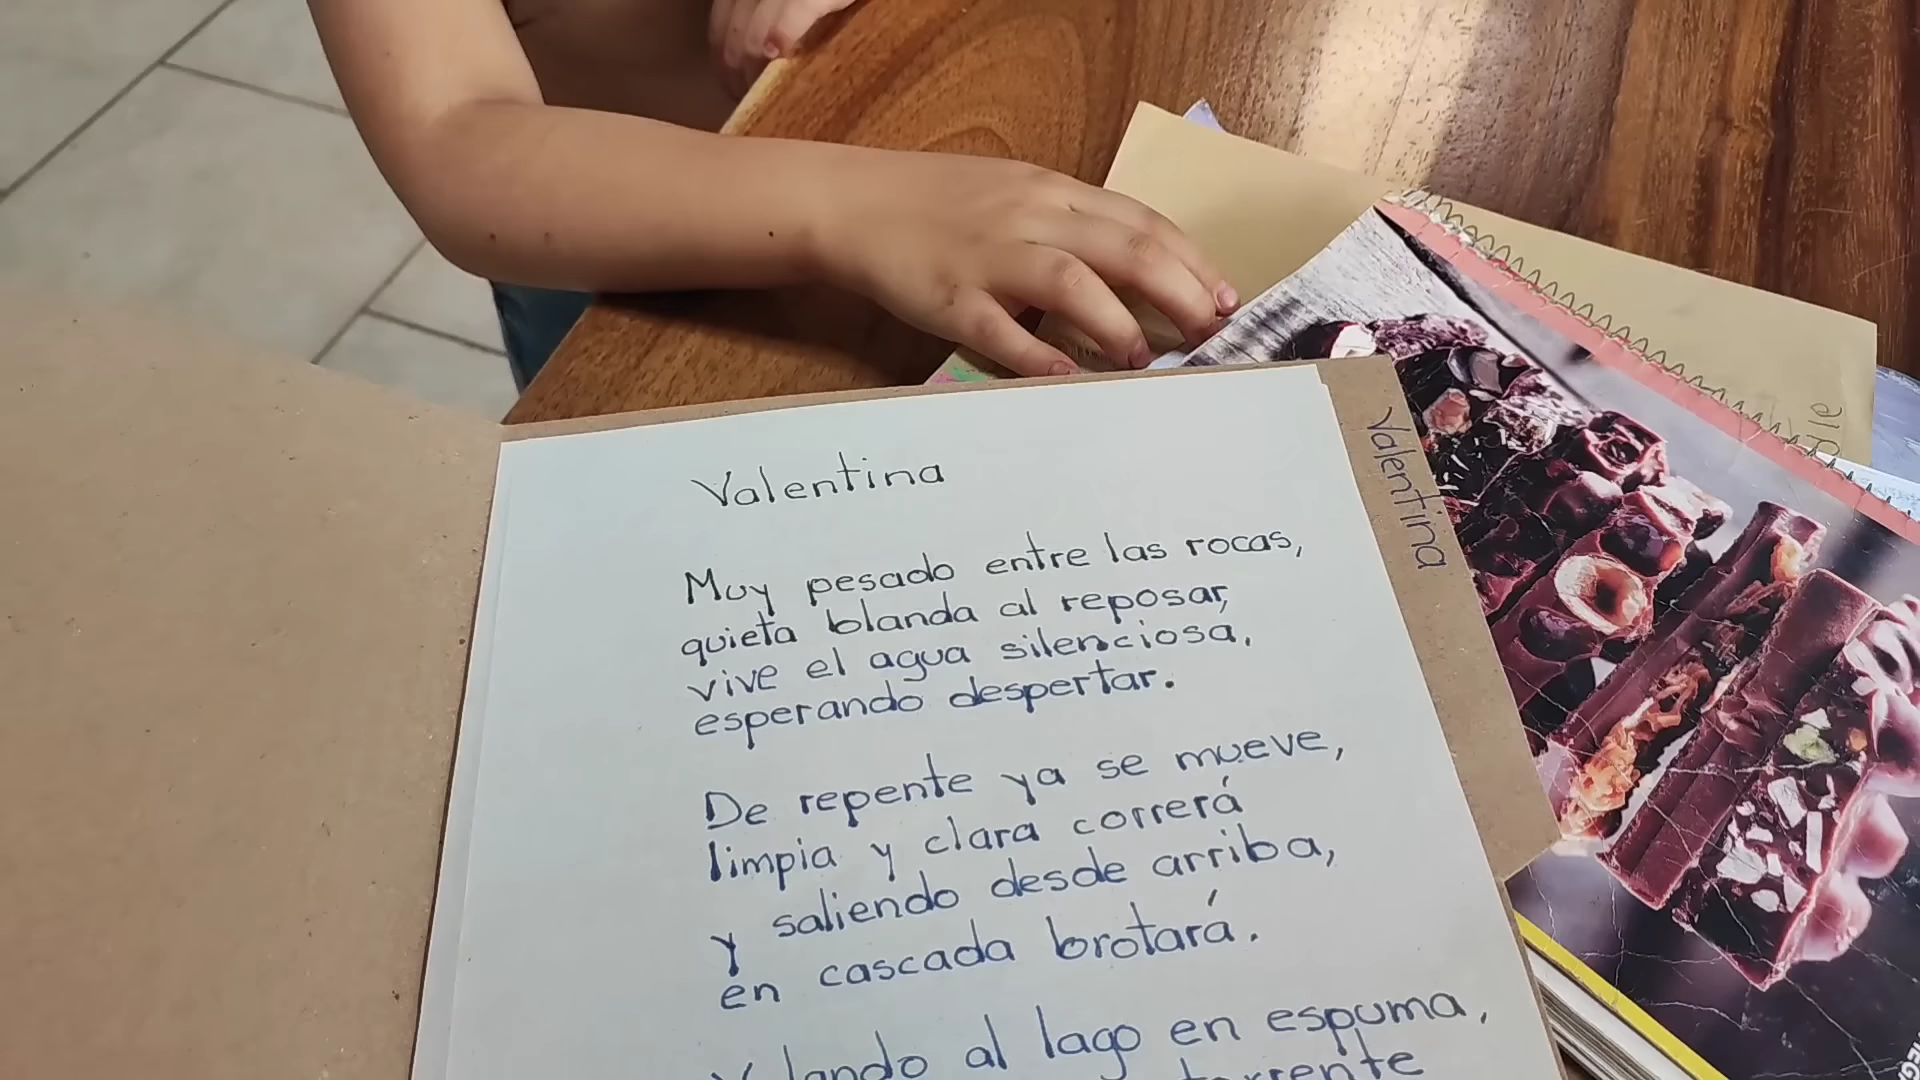 Valentina
Muy pesado entre las rocas,
quieta blanda al reposar,
vive el agua silenciosa,
esperando despertar.
De repente ya se mueve,
limpia y clara correrá
y saliendo desde arriba,
en cascada brotará.
al lago en espuma,
Valentina